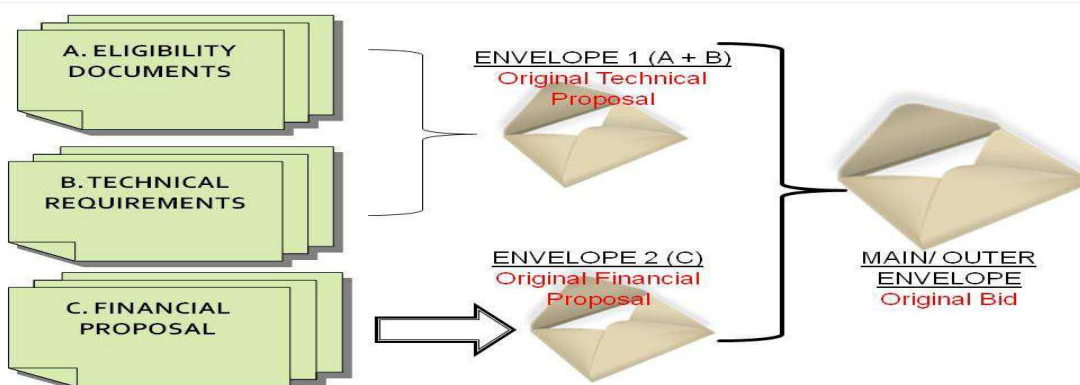 A. ELIGIBILITY
DOCUMENTS
B. TECHNICAL
REQUIREMENTS
C. FINANCIAL
PROPOSAL
ENVELOPE 1 (A + B)
Original Technical
Proposal
ENVELOPE 2 (C)
Original Financial
Proposal
MAIN/ OUTER
ENVELOPE
Original Bid